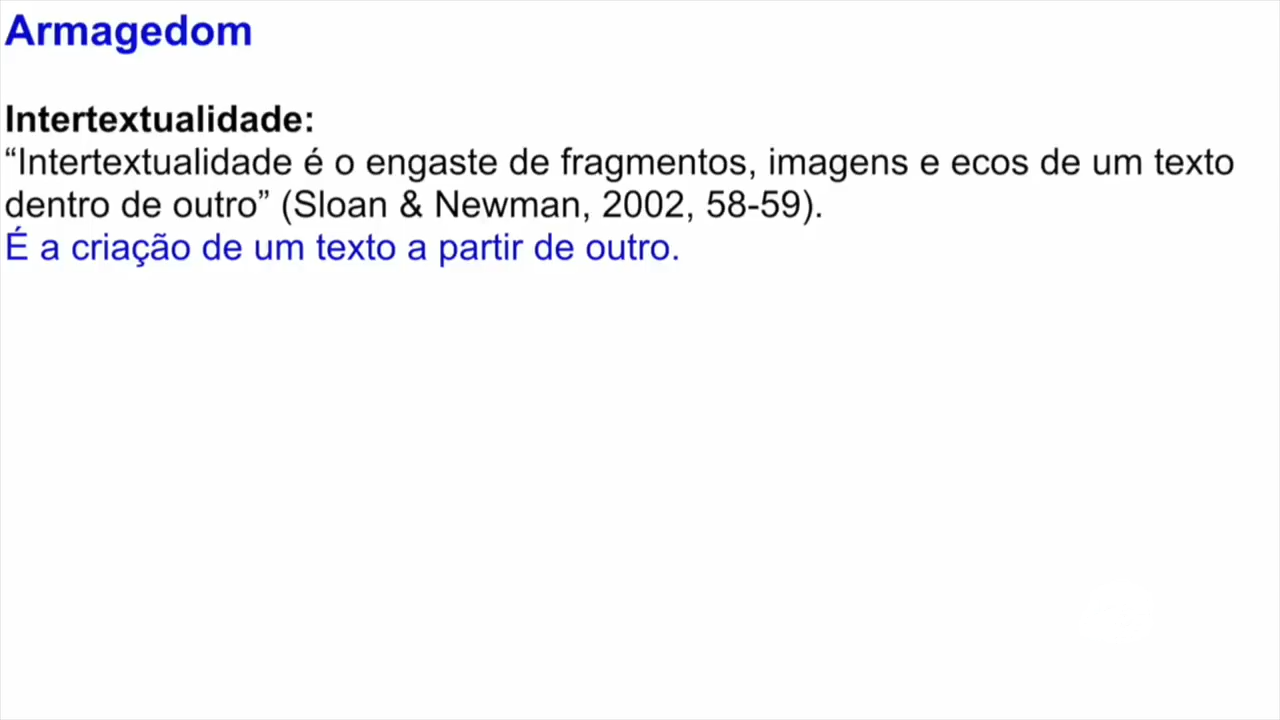 Armagedom
Intertextualidade:
“Intertextualidade é o engaste de fragmentos, imagens e ecos de um texto
dentro de outro” (Sloan & Newman, 2002, 58-59).
É a criação de um texto a partir de outro.